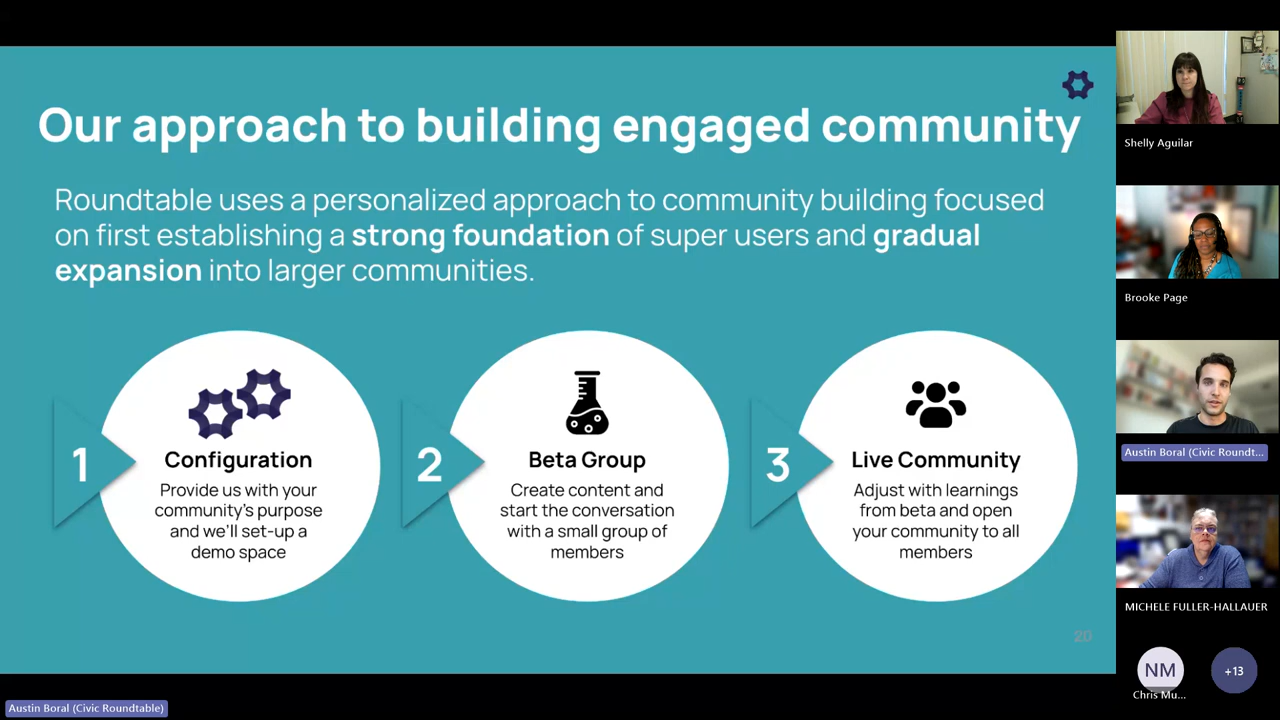 Our approach to building engaged community
Roundtable uses a personalized approach to community building focused
on first establishing a strong foundation of super users and gradual
expansion into larger communities.
1
Configuration
Provide us with your
community's purpose
and we'll set-up a
demo space
2
Beta Group
Create content and
start the conversation
with a small group of
members
3
Live Community
Adjust with learnings
from beta and open
your community to all
members
20
Shelly Aguilar
Brooke Page
Austin Boral (Civic Roundt...
MICHELE FULLER-HALLAUER
NM
Chris Mu...
+13
Austin Boral (Civic Roundtable)